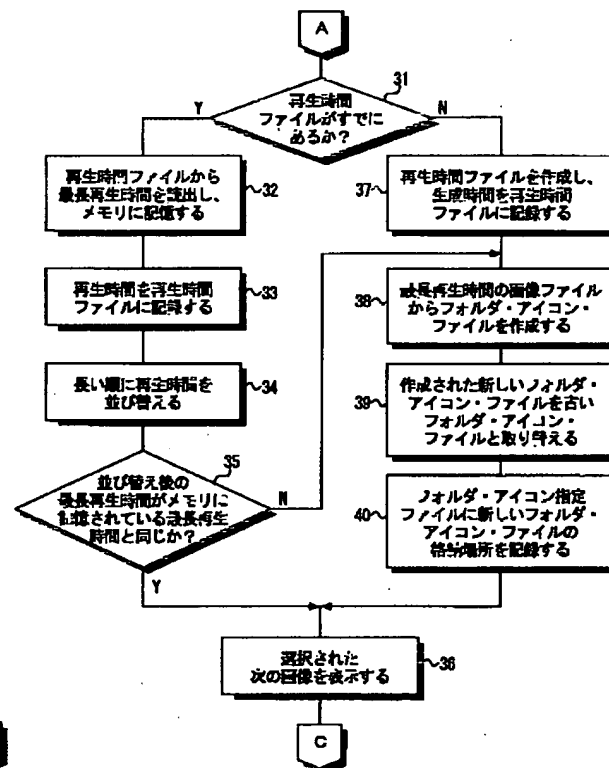 A
31
再生時間
ファイルがすでに
あるか?
Y
N
再生時間ファイルから
最長再生時間を読出し、
メモリに記憶する
32
再生時間を再生時間
ファイルに記録する
33
長い順に再生時間を
並び替える
34
並び替え後の
最長再生時間がメモリに
記憶されている最長再生
時間と同じか?
35
N
Y
37
再生時間ファイルを作成し、
生成時間を再生時間
ファイルに記録する
38
最長再生時間の画像ファイル
からフォルダ・アイコン・
ファイルを作成する
39
作成された新しいフォルダ・
アイコン・ファイルを古い
フォルダ・アイコン・
ファイルと取り替える
40
フォルダ・アイコン指定
ファイルに新しいフォルダ・
アイコン・ファイルの
格納場所を記録する
選択された
次の画像を表示する
36
C